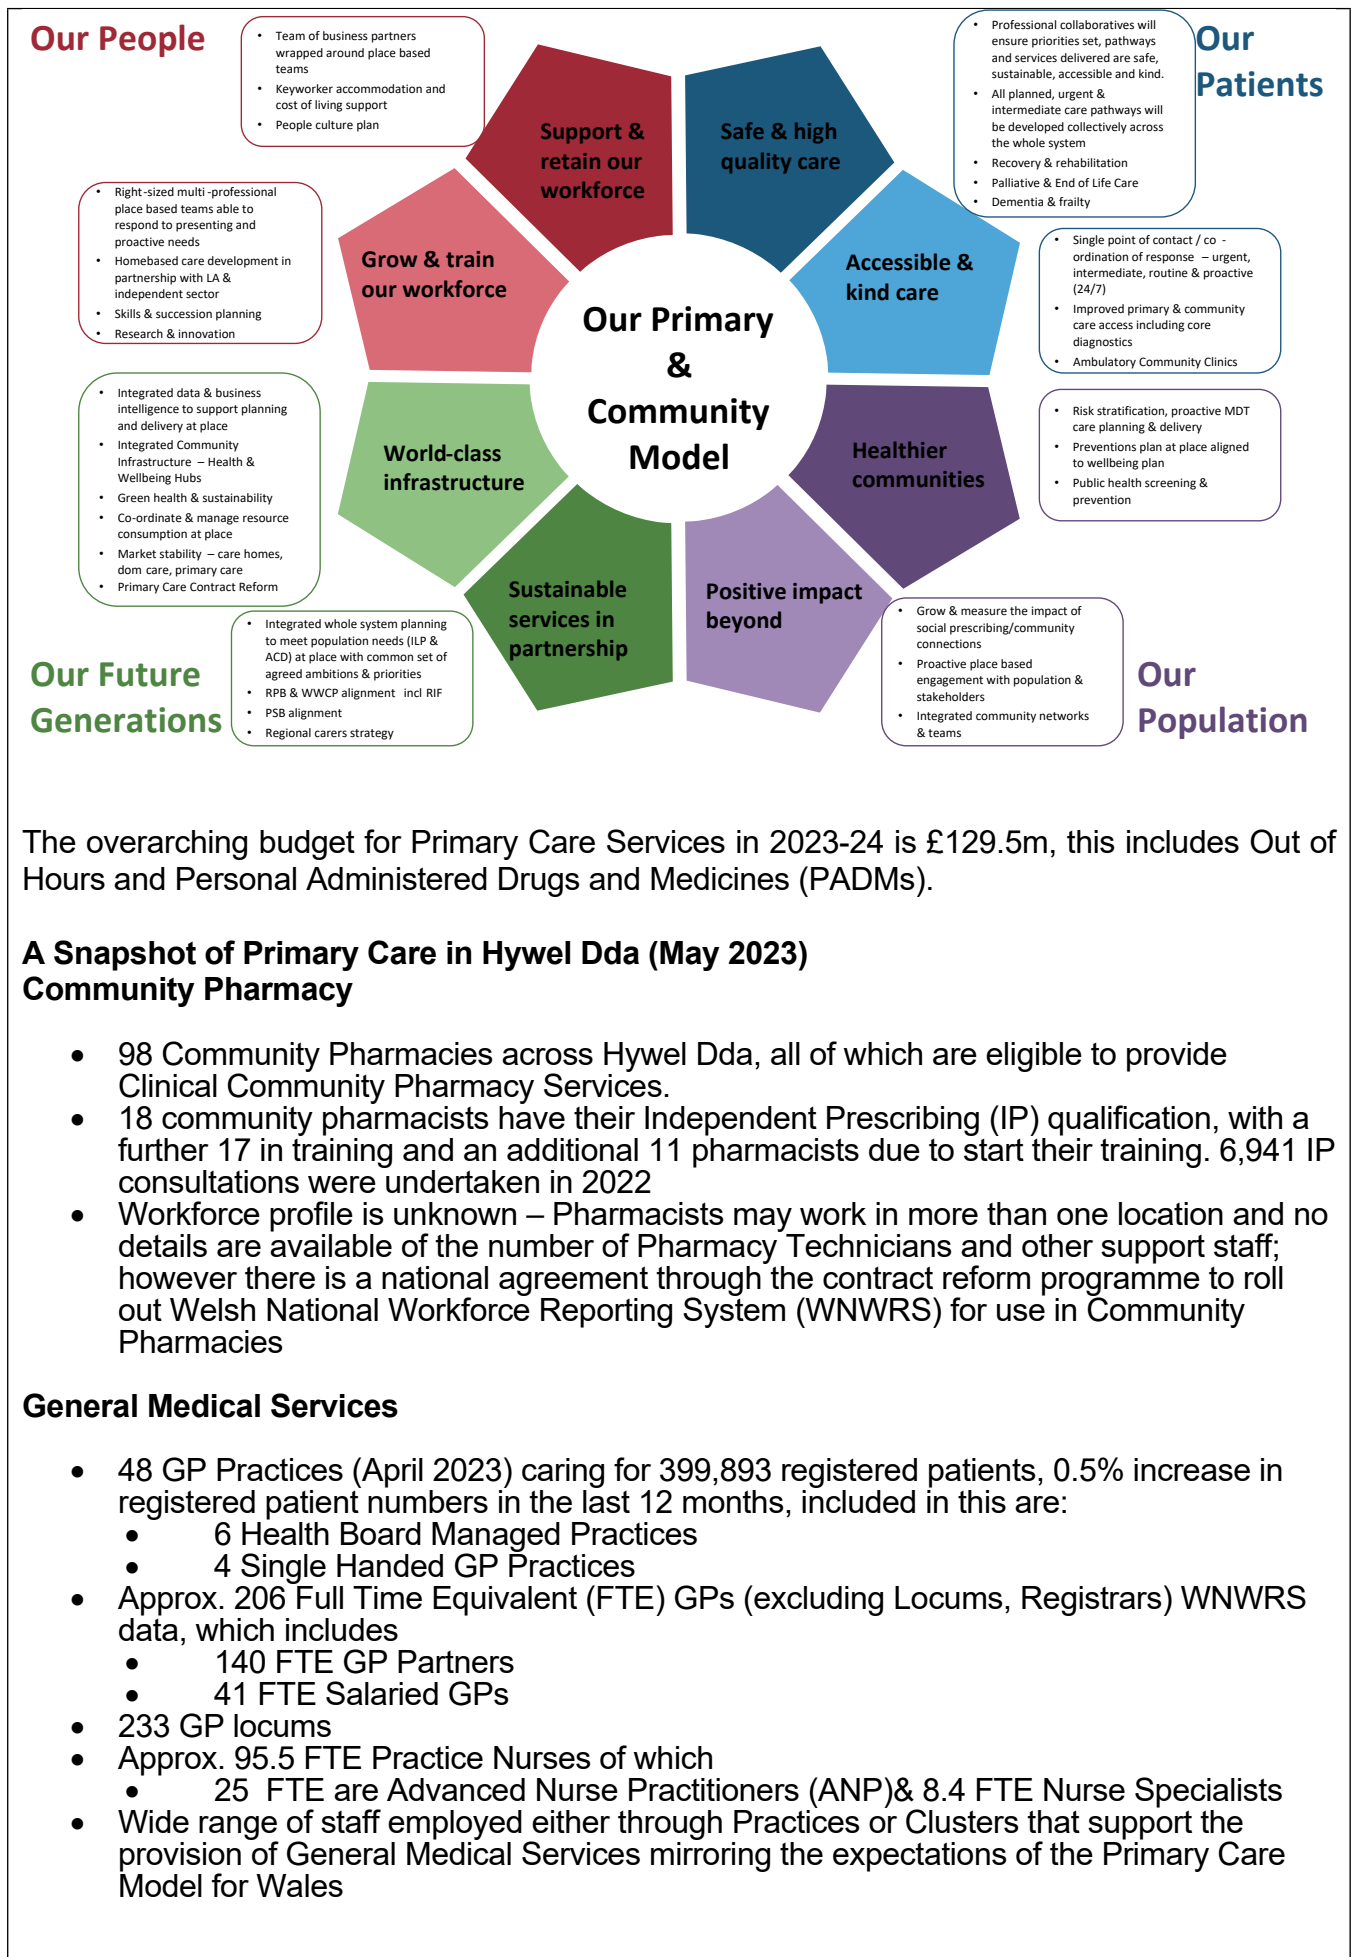 Our People
• Team of business partners
wrapped around place based
teams
• Keyworker accommodation and
cost of living support
• People culture plan
Support &
retain our
workforce
Safe & high
quality care
• Professional collaboratives will
ensure priorities set, pathways
and services delivered are safe,
sustainable, accessible and kind.
• All planned, urgent &
intermediate care pathways will
be developed collectively across
the whole system
• Recovery & rehabilitation
• Palliative & End of Life Care
• Dementia & frailty
Our
Patients
• Right-sized multi-professional
place based teams able to
respond to presenting and
proactive needs
• Homebased care development in
partnership with LA &
independent sector
• Skills & succession planning
• Research & innovation
Grow & train
our workforce
Accessible &
kind care
• Single point of contact / co -
ordination of response – urgent,
intermediate, routine & proactive
(24/7)
• Improved primary & community
care access including core
diagnostics
• Ambulatory Community Clinics
Our Primary
&
Community
Model
• Integrated data & business
intelligence to support planning
and delivery at place
• Integrated Community
Infrastructure – Health &
Wellbeing Hubs
• Green health & sustainability
• Co-ordinate & manage resource
consumption at place
• Market stability – care homes,
dom care, primary care
• Primary Care Contract Reform
World-class
infrastructure
Healthier
communities
• Risk stratification, proactive MDT
care planning & delivery
• Preventions plan at place aligned
to wellbeing plan
• Public health screening &
prevention
Our Future
Generations
• Integrated whole system planning
to meet population needs (ILP &
ACD) at place with common set of
agreed ambitions & priorities
• RPB & WWCP alignment incl RIF
• PSB alignment
• Regional carers strategy
Sustainable
services in
partnership
Positive impact
beyond
• Grow & measure the impact of
social prescribing/community
connections
• Proactive place based
engagement with population &
stakeholders
• Integrated community networks
& teams
Our
Population
The overarching budget for Primary Care Services in 2023-24 is £129.5m, this includes Out of
Hours and Personal Administered Drugs and Medicines (PADMs).
A Snapshot of Primary Care in Hywel Dda (May 2023)
Community Pharmacy
• 98 Community Pharmacies across Hywel Dda, all of which are eligible to provide
Clinical Community Pharmacy Services.
• 18 community pharmacists have their Independent Prescribing (IP) qualification, with a
further 17 in training and an additional 11 pharmacists due to start their training. 6,941 IP
consultations were undertaken in 2022
• Workforce profile is unknown – Pharmacists may work in more than one location and no
details are available of the number of Pharmacy Technicians and other support staff;
however there is a national agreement through the contract reform programme to roll
out Welsh National Workforce Reporting System (WNWRS) for use in Community
Pharmacies
General Medical Services
• 48 GP Practices (April 2023) caring for 399,893 registered patients, 0.5% increase in
registered patient numbers in the last 12 months, included in this are:
• 6 Health Board Managed Practices
• 4 Single Handed GP Practices
• Approx. 206 Full Time Equivalent (FTE) GPs (excluding Locums, Registrars) WNWRS
data, which includes
• 140 FTE GP Partners
• 41 FTE Salaried GPs
• 233 GP locums
• Approx. 95.5 FTE Practice Nurses of which
• 25 FTE are Advanced Nurse Practitioners (ANP)& 8.4 FTE Nurse Specialists
• Wide range of staff employed either through Practices or Clusters that support the
provision of General Medical Services mirroring the expectations of the Primary Care
Model for Wales